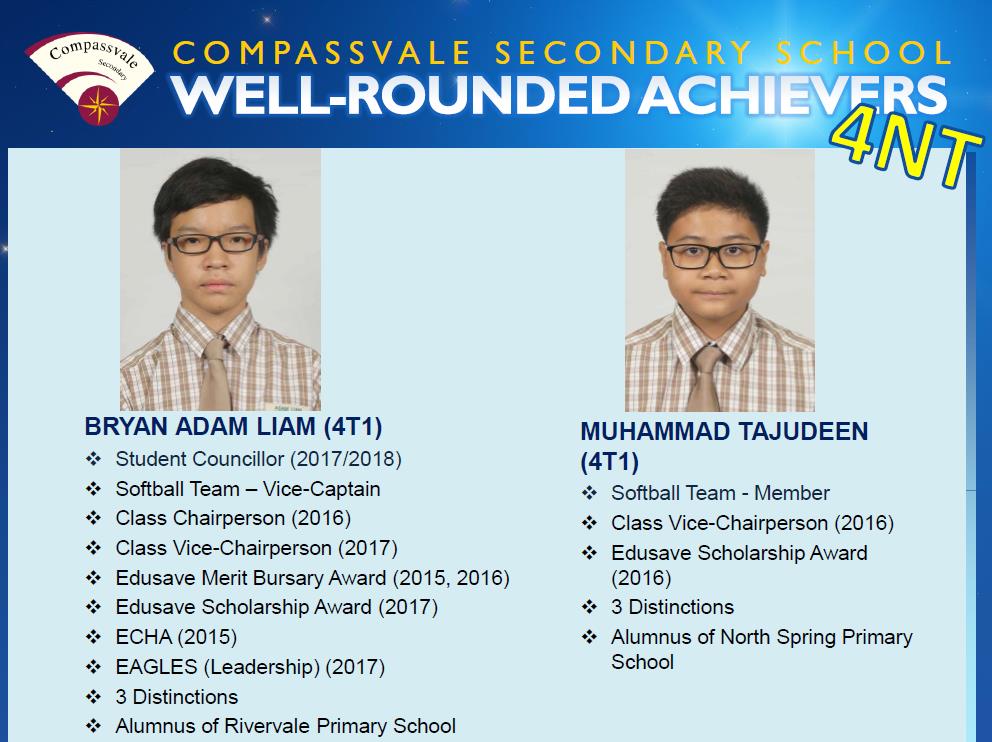 Compassvale
Secondary
COMPASSVALE SECONDARY SCHOOL
WELL-ROUNDED ACHIEVERS
4NT
BRYAN ADAM LIAM (4T1)
❖ Student Councillor (2017/2018)
❖ Softball Team – Vice-Captain
❖ Class Chairperson (2016)
❖ Class Vice-Chairperson (2017)
❖ Edusave Merit Bursary Award (2015, 2016)
❖ Edusave Scholarship Award (2017)
❖ ECHA (2015)
❖ EAGLES (Leadership) (2017)
❖ 3 Distinctions
❖ Alumnus of Rivervale Primary School
MUHAMMAD TAJUDEEN
(4T1)
❖ Softball Team - Member
❖ Class Vice-Chairperson (2016)
❖ Edusave Scholarship Award
(2016)
❖ 3 Distinctions
❖ Alumnus of North Spring Primary
School